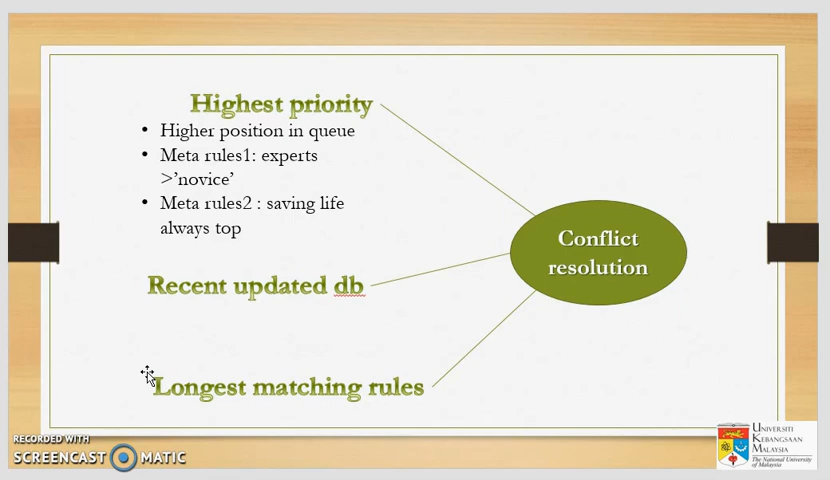 Highest priority
• Higher position in queue
• Meta rules1: experts
>’novice’
• Meta rules2 : saving life
always top
Conflict
resolution
Recent updated db
Longest matching rules
RECORDED WITH
SCREENCAST MATIC
UNIVERSITI
KEBANGSAAN
MALAYSIA
The National University
of Malaysia